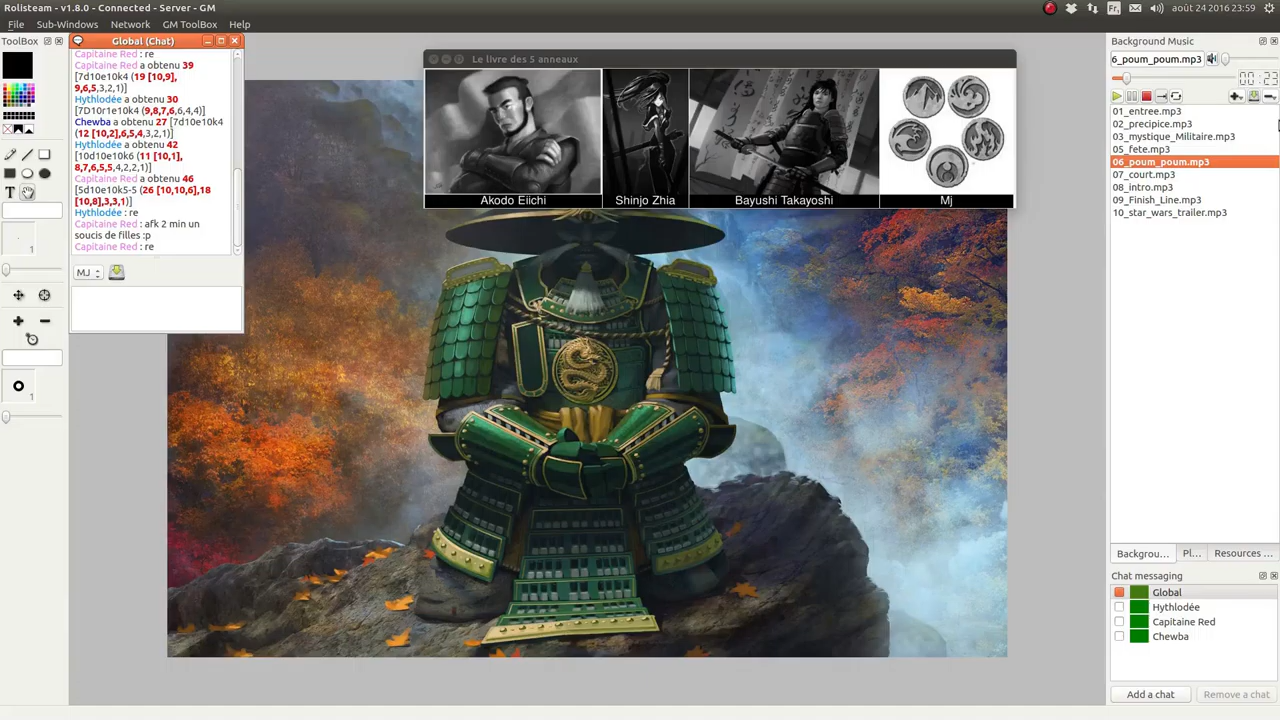 Rolisteam - v1.8.0 - Connected - Server - GM
Fr
août 24 2016 23:59
File Sub-Windows Network GM ToolBox Help
ToolBox
Global (Chat)
Capitaine Red : re
Capitaine Red a obtenu 39
[7d10e10k4 (19 [10,9],
9,6,5,3,2,1)]
Hythlodée a obtenu 30
[7D10r1e10k4 (9,8,7,6,6,4,4)]
Chewba a obtenu 27 [7d10e10k4
(12 [10,2],6,5,4,3,2,1)]
Hythlodée a obtenu 42
[10d10e10k6 (11 [10,1],
8,7,6,5,5,4,2,2,1)]
Capitaine Red a obtenu 46
[5d10e10k5-5 (26 [10,10,6],18
[10,8],3,3,1)]
Hythlodée : re
Capitaine Red : afk 2 min un
soucis de filles :p
Capitaine Red : re
MJ
T
1
1
Le livre des 5 anneaux
Akodo Eiichi
Shinjo Zhia
Bayushi Takayoshi
Mj
Background Music
6_poum_poum.mp3
00:23
01_entree.mp3
02_precipice.mp3
03_mystique_Militaire.mp3
05_fete.mp3
06_poum_poum.mp3
07_court.mp3
08_intro.mp3
09_Finish_Line.mp3
10_star_wars_trailer.mp3
Backgrou... Pl... Resources ...
Chat messaging
Global
Hythlodée
Capitaine Red
Chewba
Add a chat Remove a chat